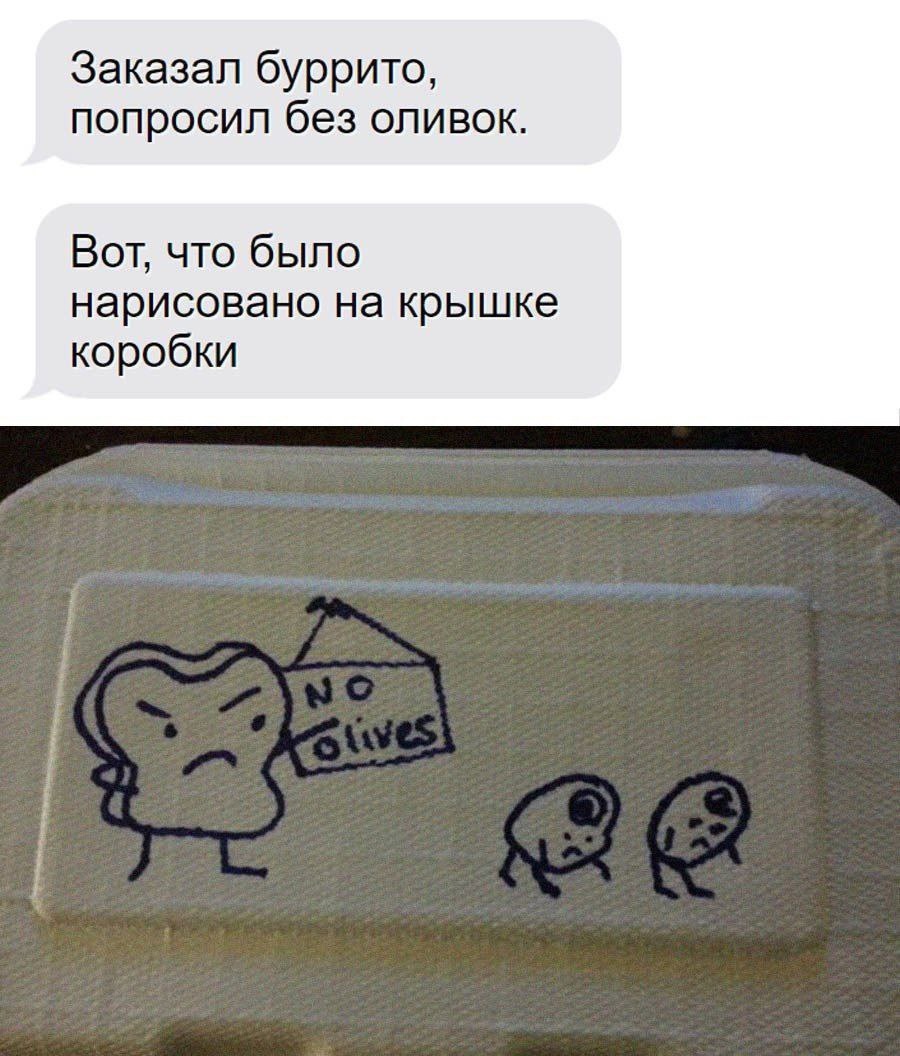 Заказал буррито,
попросил без оливок.
Вот, что было
нарисовано на крышке
коробки
NO
olives